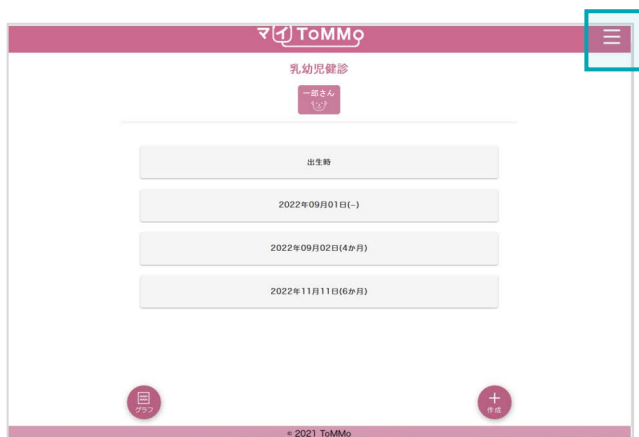 マイToMMo
乳幼児健診
一郎さん
出生時
2022年09月01日(–)
2022年09月02日(4か月)
2022年11月11日(6か月)
グラフ
作成
© 2021 ToMMo